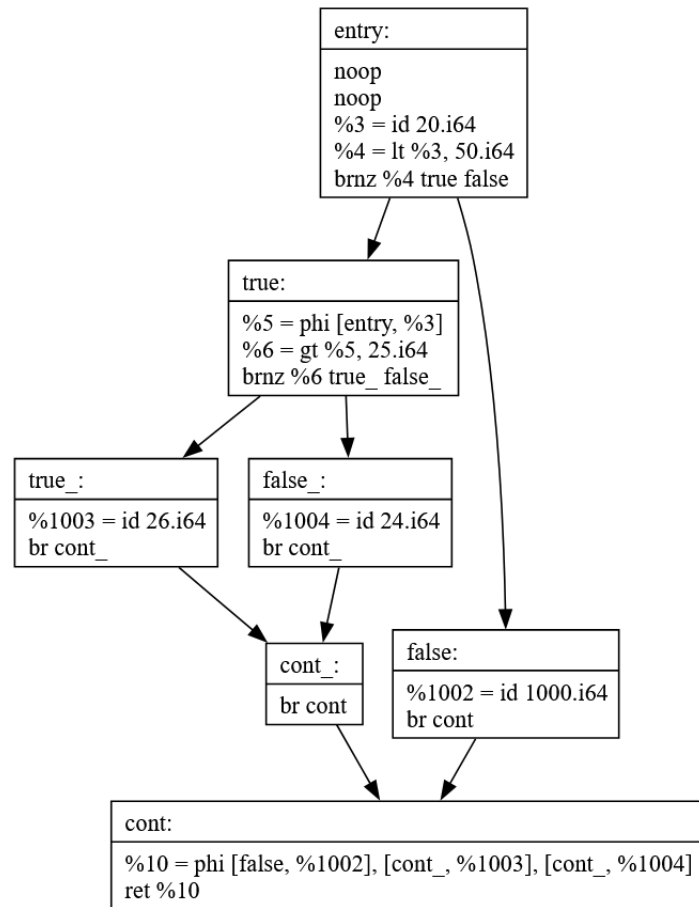 entry:
noop
noop
%3 = id 20.i64
%4 = lt %3, 50.i64
brnz %4 true false
true:
%5 = phi [entry, %3]
%6 = gt %5, 25.i64
brnz %6 true_ false_
true_:
%1003 = id 26.i64
br cont_
false_:
%1004 = id 24.i64
br cont_
cont_:
br cont
false:
%1002 = id 1000.i64
br cont
cont:
%10 = phi [false, %1002], [cont_, %1003], [cont_, %1004]
ret %10